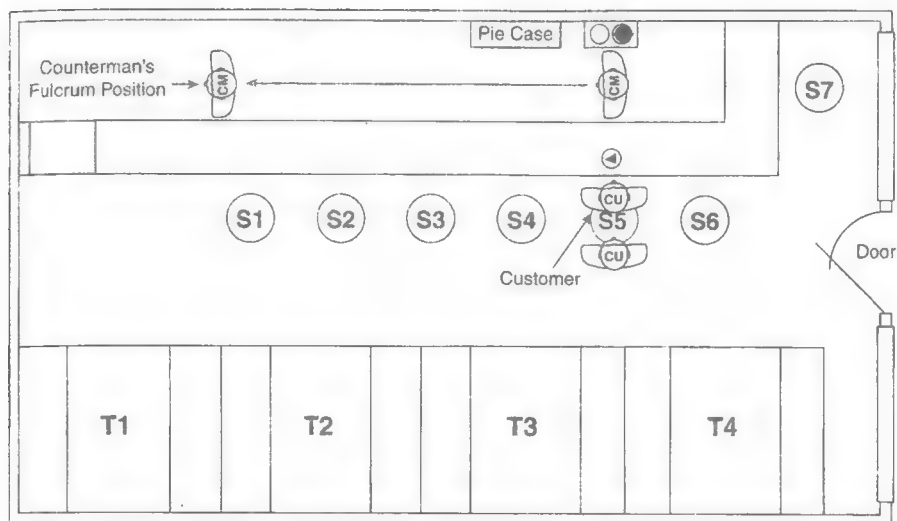 Pie Case
Counterman's
Fulcrum Position
CM
CM
S7
CU
S1
S2
S3
S4
S5
S6
CU
Customer
Door
T1
T2
T3
T4